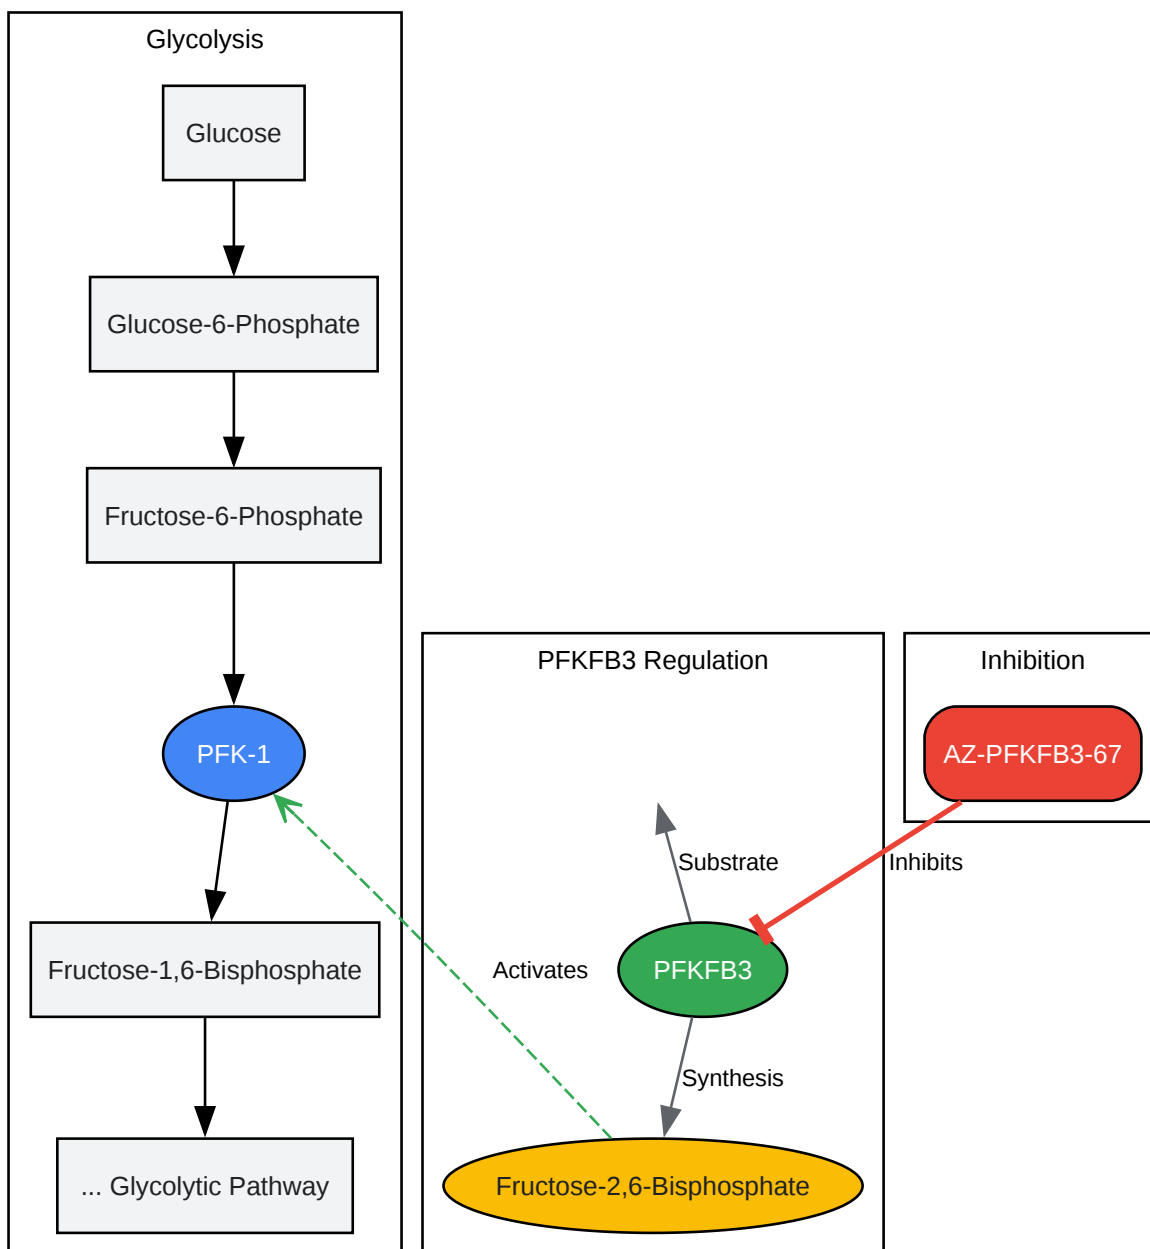 Glycolysis
Glucose
Glucose-6-Phosphate
Fructose-6-Phosphate
PFK-1
Fructose-1,6-Bisphosphate
... Glycolytic Pathway
PFKFB3 Regulation
Substrate
PFKFB3
Activates
Synthesis
Fructose-2,6-Bisphosphate
Inhibition
AZ-PFKFB3-67
Inhibits